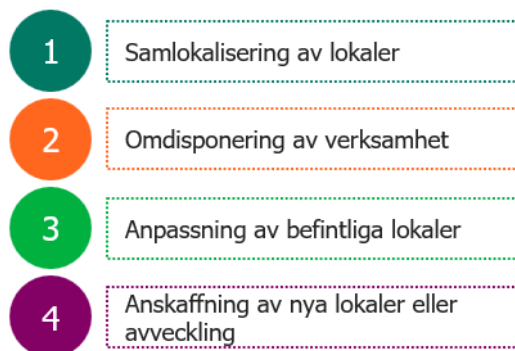 1
Samlokalisering av lokaler
2
Omdisponering av verksamhet
3
Anpassning av befintliga lokaler
4
Anskaffning av nya lokaler eller
avveckling